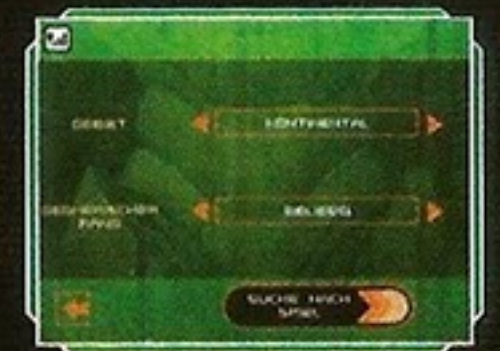 GEBIET
KONTINENTAL
GEGNERISCHER
RANG
BELIEBIG
SUCHE NACH
SPIEL